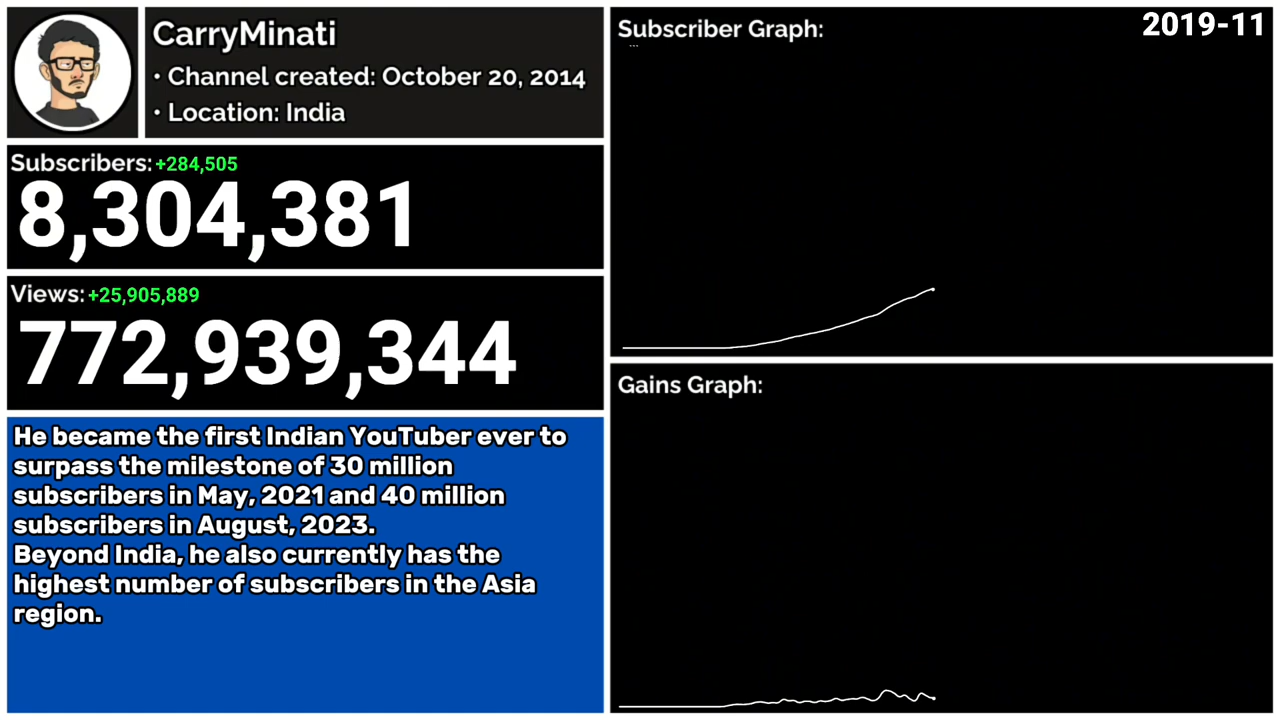 CarryMinati
• Channel created: October 20, 2014
• Location: India
Subscribers: +284,505
8,304,381
Views: +25,905,889
772,939,344
He became the first Indian YouTuber ever to
surpass the milestone of 30 million
subscribers in May, 2021 and 40 million
subscribers in August, 2023.
Beyond India, he also currently has the
highest number of subscribers in the Asia
region.
Subscriber Graph:
...
2019-11
Gains Graph: